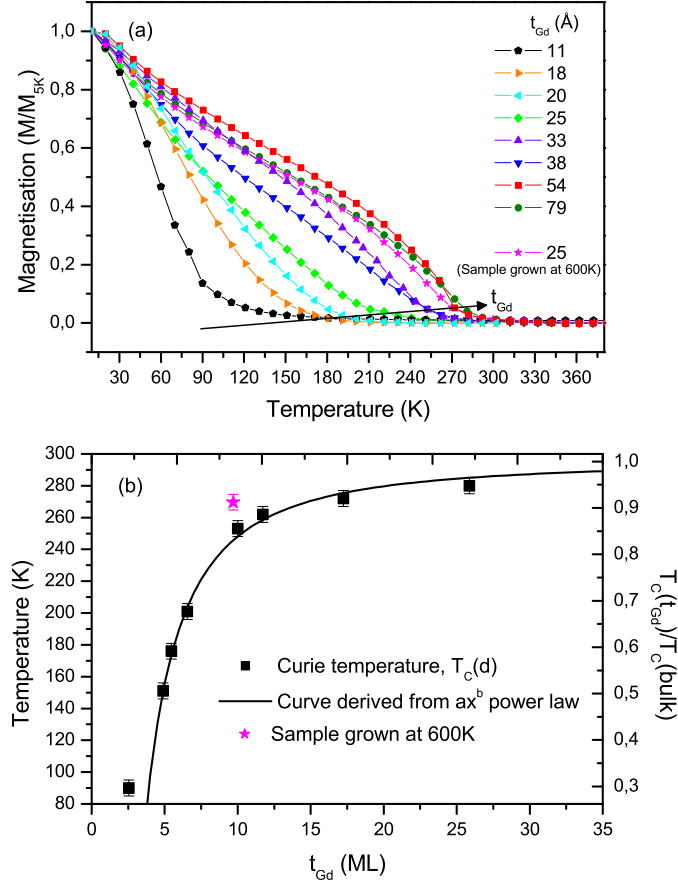 (a)
t_Gd (Å)
11
18
20
25
33
38
54
79
25
(Sample grown at 600K)
t_Gd
Magnetisation (M/M_5K)
1,0
0,8
0,6
0,4
0,2
0,0
30 60 90 120 150 180 210 240 270 300 330 360
Temperature (K)
(b)
Temperature (K)
300
280
260
240
220
200
180
160
140
120
100
80
Curie temperature, T_C(d)
Curve derived from ax^b power law
Sample grown at 600K
1,0
0,9
0,8
0,7
0,6
0,5
0,4
0,3
T_C(t_Gd)/T_C(bulk)
0 5 10 15 20 25 30 35
t_Gd (ML)